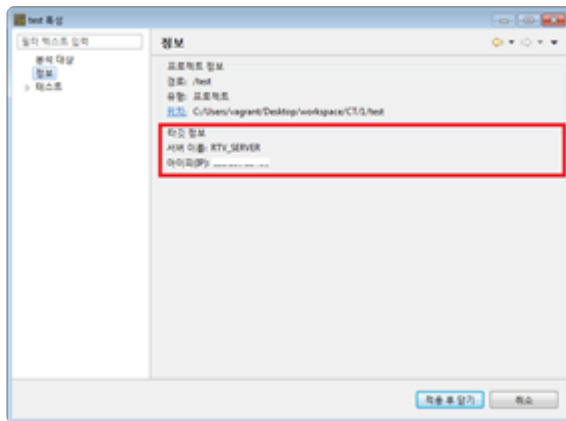 test 특성
필터 텍스트 입력
분석 대상
정보
테스트
정보
프로젝트 정보
경로: /test
유형: 프로젝트
위치: C:/Users/vagrant/Desktop/workspace/CT/1/test
타깃 정보
서버 이름: RTV_SERVER
아이피(IP):
적용 후 닫기
취소